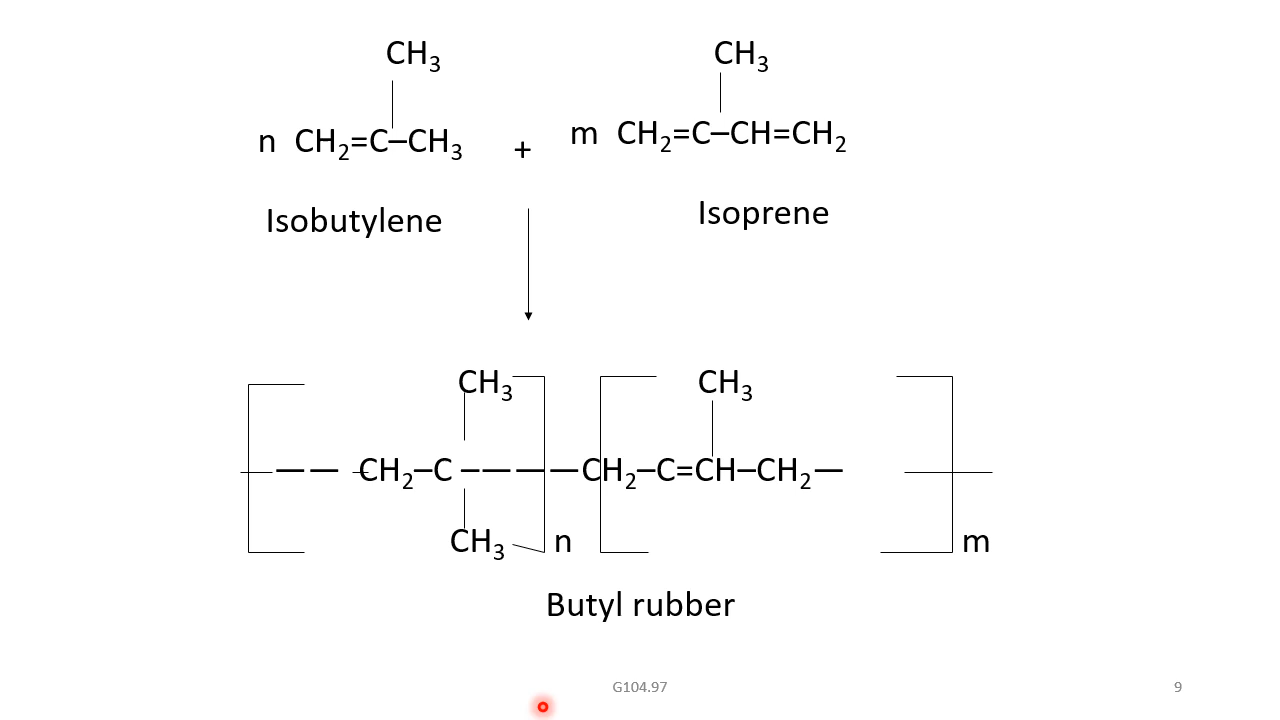 CH₃ CH₃
n CH₂=C–CH₃ + m CH₂=C–CH=CH₂
Isobutylene Isoprene
CH₃ CH₃
— — –CH₂–C –— — —CH₂–C=CH–CH₂—
CH₃ n m
Butyl rubber
G104.97 9